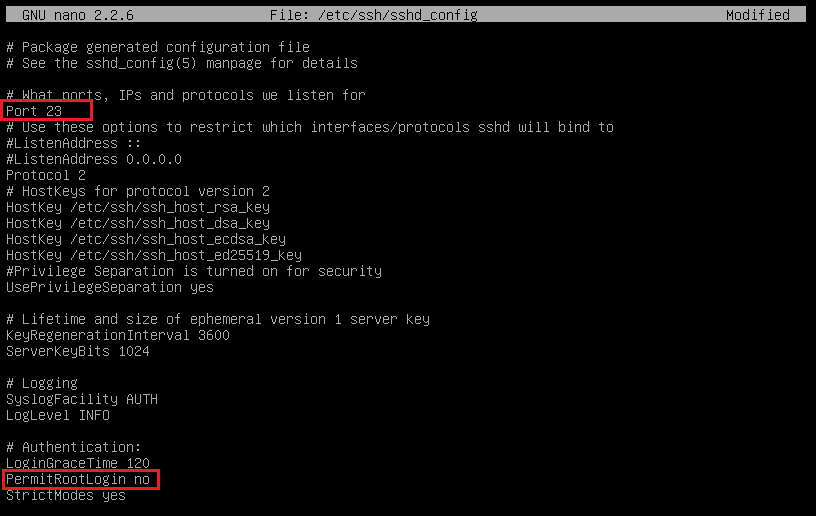 GNU nano 2.2.6 File: /etc/ssh/sshd_config Modified
# Package generated configuration file
# See the sshd_config(5) manpage for details
# What ports, IPs and protocols we listen for
Port 23
# Use these options to restrict which interfaces/protocols sshd will bind to
#ListenAddress ::
#ListenAddress 0.0.0.0
Protocol 2
# HostKeys for protocol version 2
HostKey /etc/ssh/ssh_host_rsa_key
HostKey /etc/ssh/ssh_host_dsa_key
HostKey /etc/ssh/ssh_host_ecdsa_key
HostKey /etc/ssh/ssh_host_ed25519_key
#Privilege Separation is turned on for security
UsePrivilegeSeparation yes
# Lifetime and size of ephemeral version 1 server key
KeyRegenerationInterval 3600
ServerKeyBits 1024
# Logging
SyslogFacility AUTH
LogLevel INFO
# Authentication:
LoginGraceTime 120
PermitRootLogin no
StrictModes yes